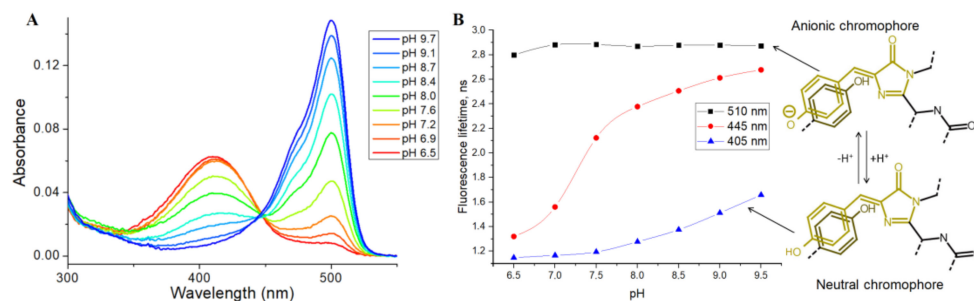 A
Absorbance
0.12
0.08
0.04
0.00
300
400
500
Wavelength (nm)
pH 9.7
pH 9.1
pH 8.7
pH 8.4
pH 8.0
pH 7.6
pH 7.2
pH 6.9
pH 6.5
B
Fluorescence lifetime, ns
3.0
2.8
2.6
2.4
2.2
2.0
1.8
1.6
1.4
1.2
6.5 7.0 7.5 8.0 8.5 9.0 9.5
pH
510 nm
445 nm
405 nm
Anionic chromophore
O
N
OH
N
N
O
O
-H⁺ +H⁺
O
N
OH
N
N
HO
O
Neutral chromophore